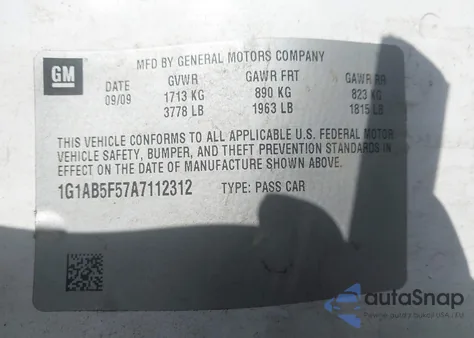 GM
MFD BY GENERAL MOTORS COMPANY
DATE GVWR GAWR FRT GAWR RR
09/09 1713 KG 890 KG 823 KG
3778 LB 1963 LB 1815 LB
THIS VEHICLE CONFORMS TO ALL APPLICABLE U.S. FEDERAL MOTOR
VEHICLE SAFETY, BUMPER, AND THEFT PREVENTION STANDARDS IN
EFFECT ON THE DATE OF MANUFACTURE SHOWN ABOVE.
1G1AB5F57A7112312 TYPE: PASS CAR
autoSnap